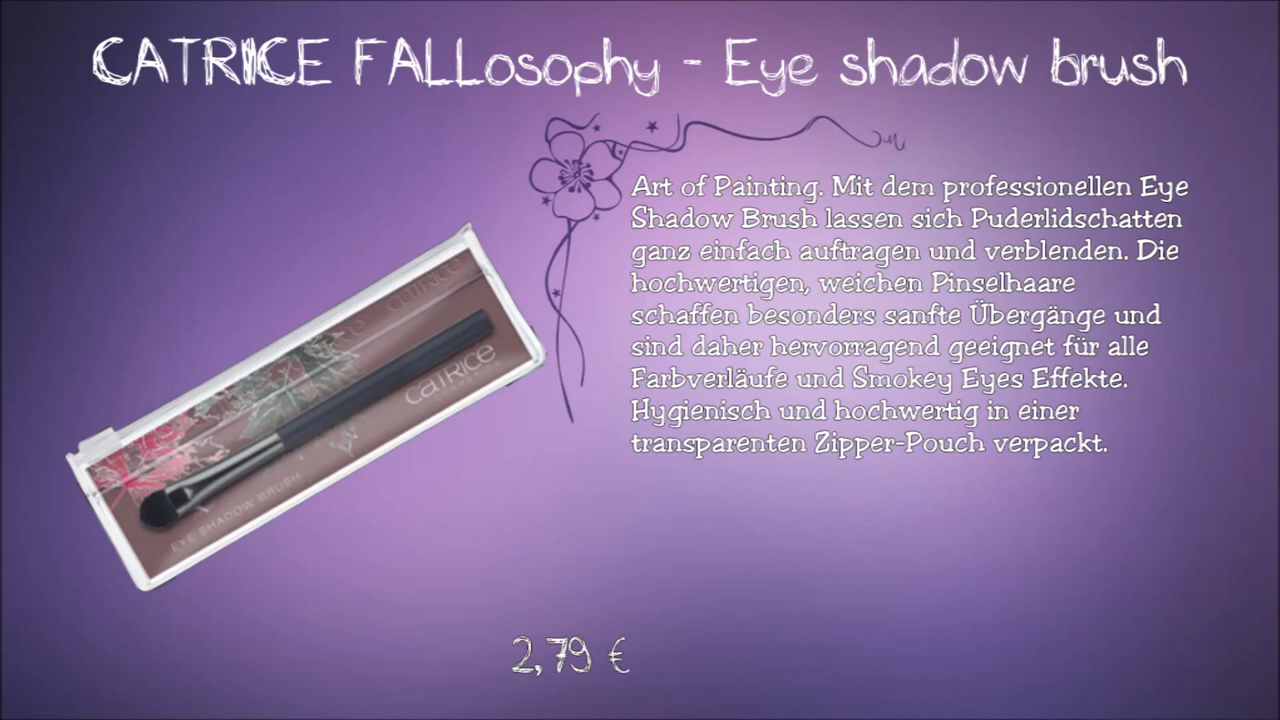 CATRICE FALLosophy - Eye shadow brush
Art of Painting. Mit dem professionellen Eye
Shadow Brush lassen sich Puderlidschatten
ganz einfach auftragen und verblenden. Die
hochwertigen, weichen Pinselhaare
schaffen besonders sanfte Übergänge und
sind daher hervorragend geeignet für alle
Farbverläufe und Smokey Eyes Effekte.
Hygienisch und hochwertig in einer
transparenten Zipper-Pouch verpackt.
CATRICE
CATRICE
EYE SHADOW BRUSH
2,79 €